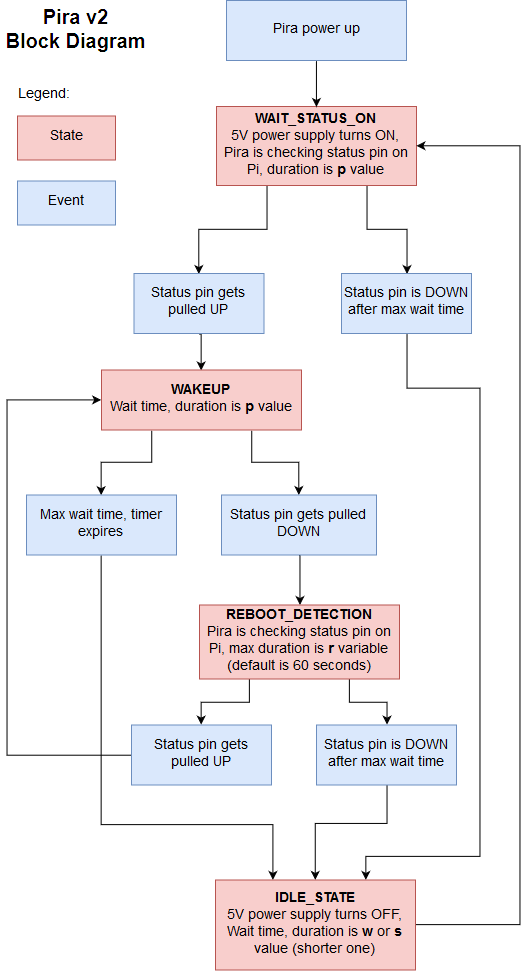 Pira v2
Block Diagram
Pira power up
Legend:
State
Event
WAIT_STATUS_ON
5V power supply turns ON,
Pira is checking status pin on
Pi, duration is p value
Status pin gets
pulled UP
Status pin is DOWN
after max wait time
WAKEUP
Wait time, duration is p value
Max wait time, timer
expires
Status pin gets pulled
DOWN
REBOOT_DETECTION
Pira is checking status pin on
Pi, max duration is r variable
(default is 60 seconds)
Status pin gets
pulled UP
Status pin is DOWN
after max wait time
IDLE_STATE
5V power supply turns OFF,
Wait time, duration is w or s
value (shorter one)